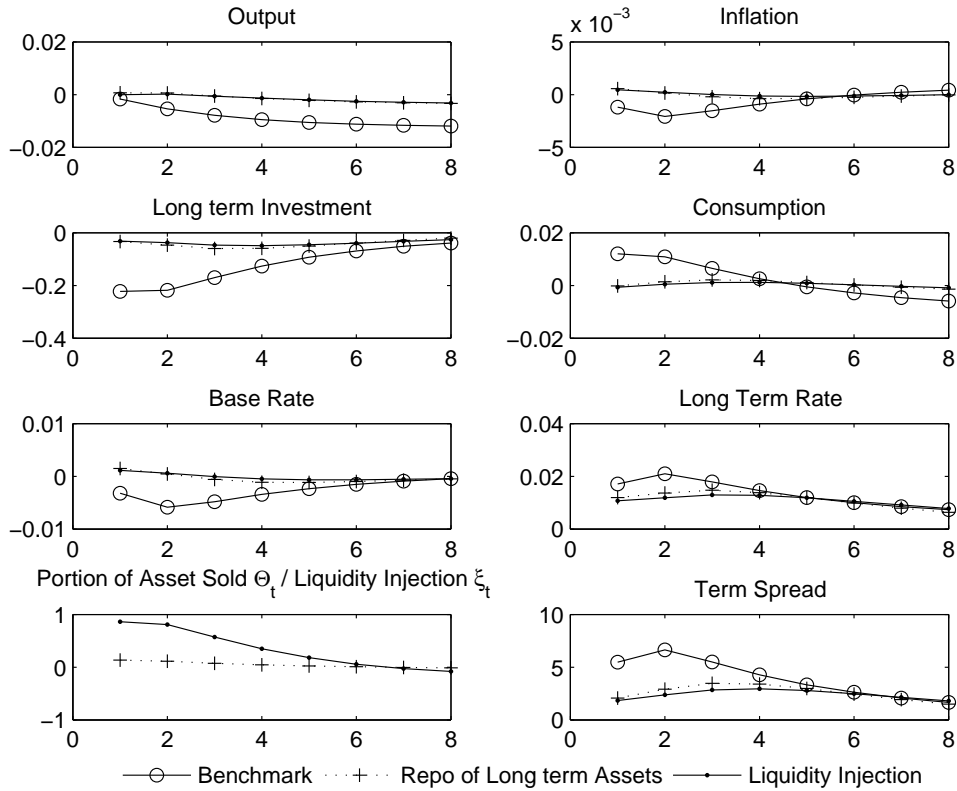 Output
0.02
0
−0.02
0 2 4 6 8
Inflation
x 10−3
5
0
−5
0 2 4 6 8
Long term Investment
0
−0.2
−0.4
0 2 4 6 8
Consumption
0.02
0
−0.02
0 2 4 6 8
Base Rate
0.01
0
−0.01
0 2 4 6 8
Long Term Rate
0.04
0.02
0
0 2 4 6 8
Portion of Asset Sold Θt / Liquidity Injection ξt
1
0
−1
0 2 4 6 8
Term Spread
10
5
0
0 2 4 6 8
Benchmark Repo of Long term Assets Liquidity Injection